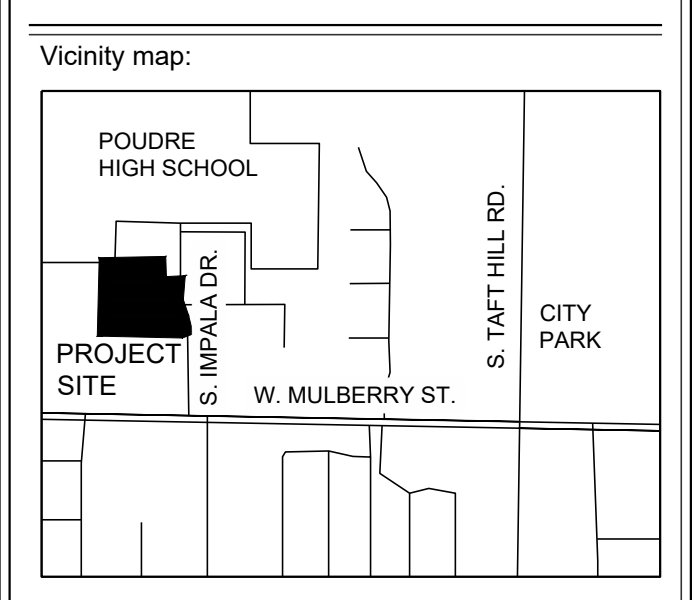 Vicinity map:
POUDRE
HIGH SCHOOL
S. IMPALA DR.
S. TAFT HILL RD.
CITY
PARK
PROJECT
SITE
W. MULBERRY ST.